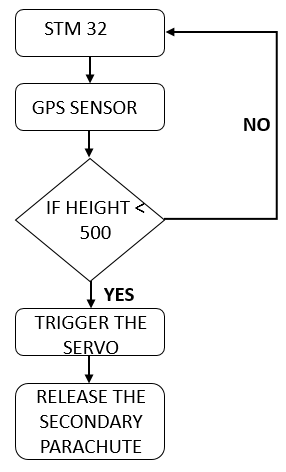 STM 32
GPS SENSOR
NO
IF HEIGHT <
500
YES
TRIGGER THE
SERVO
RELEASE THE
SECONDARY
PARACHUTE